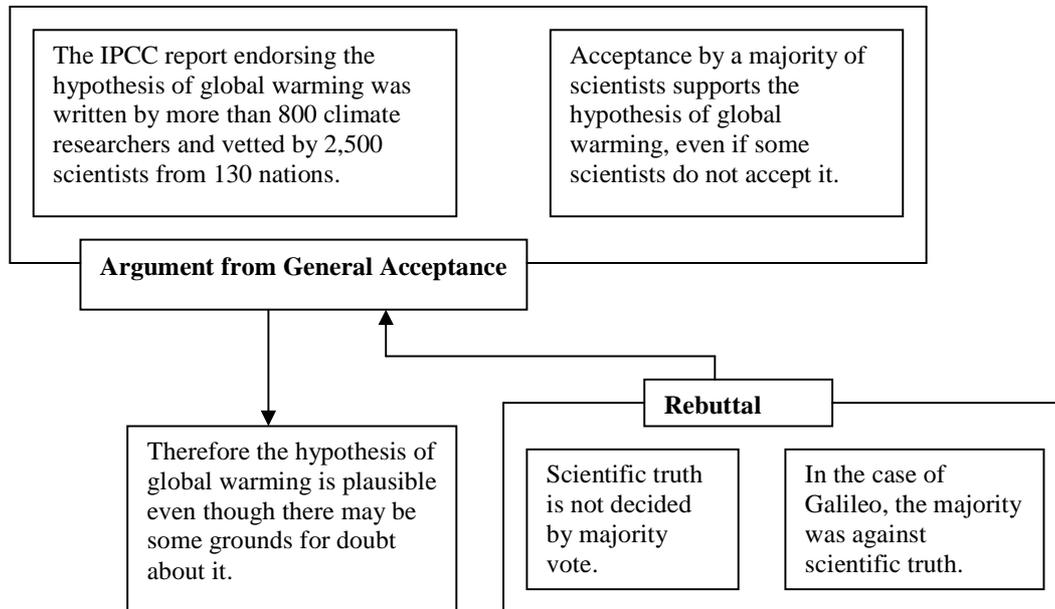 The IPCC report endorsing the
hypothesis of global warming was
written by more than 800 climate
researchers and vetted by 2,500
scientists from 130 nations.
Acceptance by a majority of
scientists supports the
hypothesis of global
warming, even if some
scientists do not accept it.
Argument from General Acceptance
Rebuttal
Therefore the hypothesis of
global warming is plausible
even though there may be
some grounds for doubt
about it.
Scientific truth
is not decided
by majority
vote.
In the case of
Galileo, the majority
was against
scientific truth.